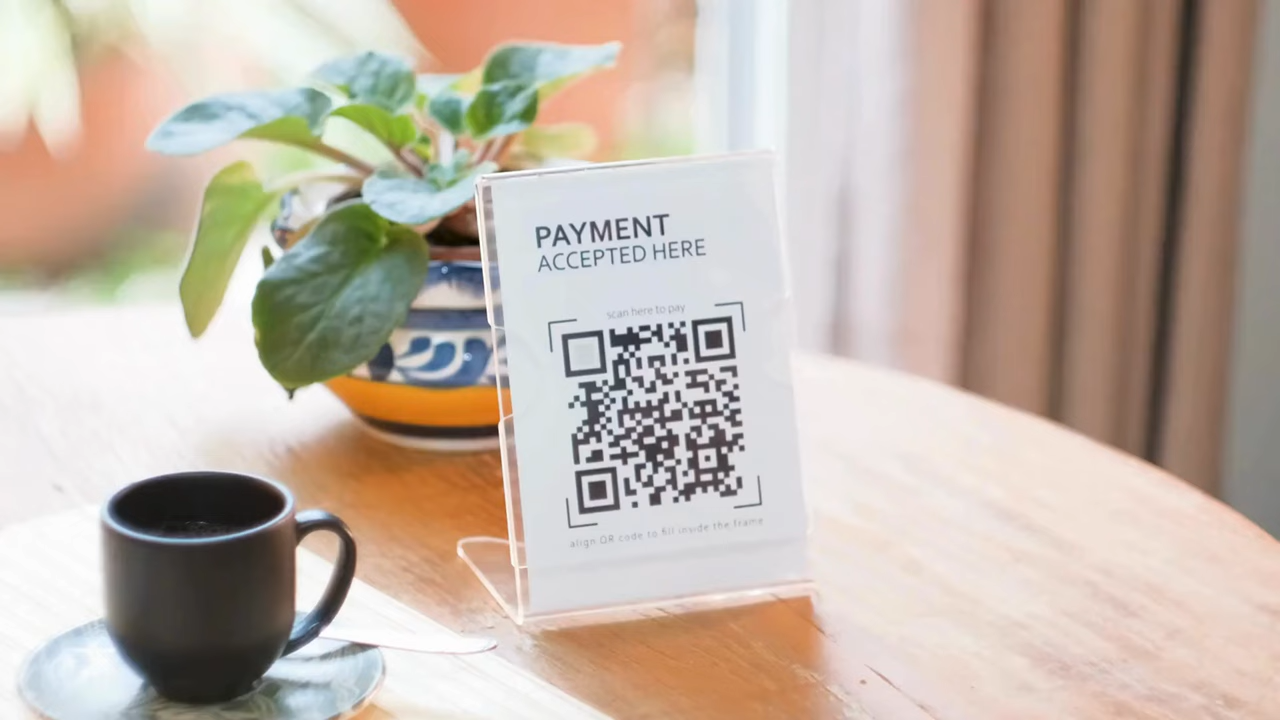 PAYMENT
ACCEPTED HERE
scan here to pay
align QR code to fill inside the frame